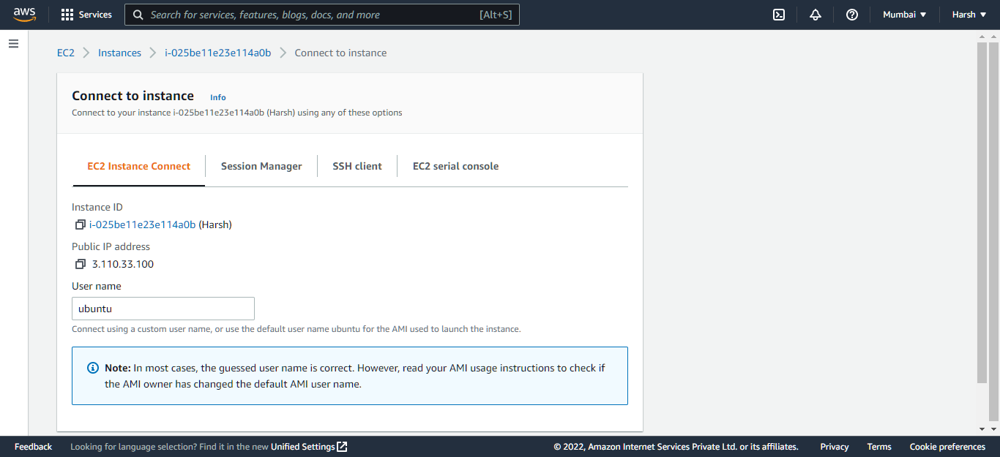 aws
Services
Search for services, features, blogs, docs, and more [Alt+S]
Mumbai
Harsh
EC2 Instances i-025be11e23e114a0b Connect to instance
Connect to instance Info
Connect to your instance i-025be11e23e114a0b (Harsh) using any of these options
EC2 Instance Connect Session Manager SSH client EC2 serial console
Instance ID
i-025be11e23e114a0b (Harsh)
Public IP address
3.110.33.100
User name
ubuntu
Connect using a custom user name, or use the default user name ubuntu for the AMI used to launch the instance.
Note: In most cases, the guessed user name is correct. However, read your AMI usage instructions to check if
the AMI owner has changed the default AMI user name.
Feedback Looking for language selection? Find it in the new Unified Settings © 2022, Amazon Internet Services Private Ltd. or its affiliates. Privacy Terms Cookie preferences